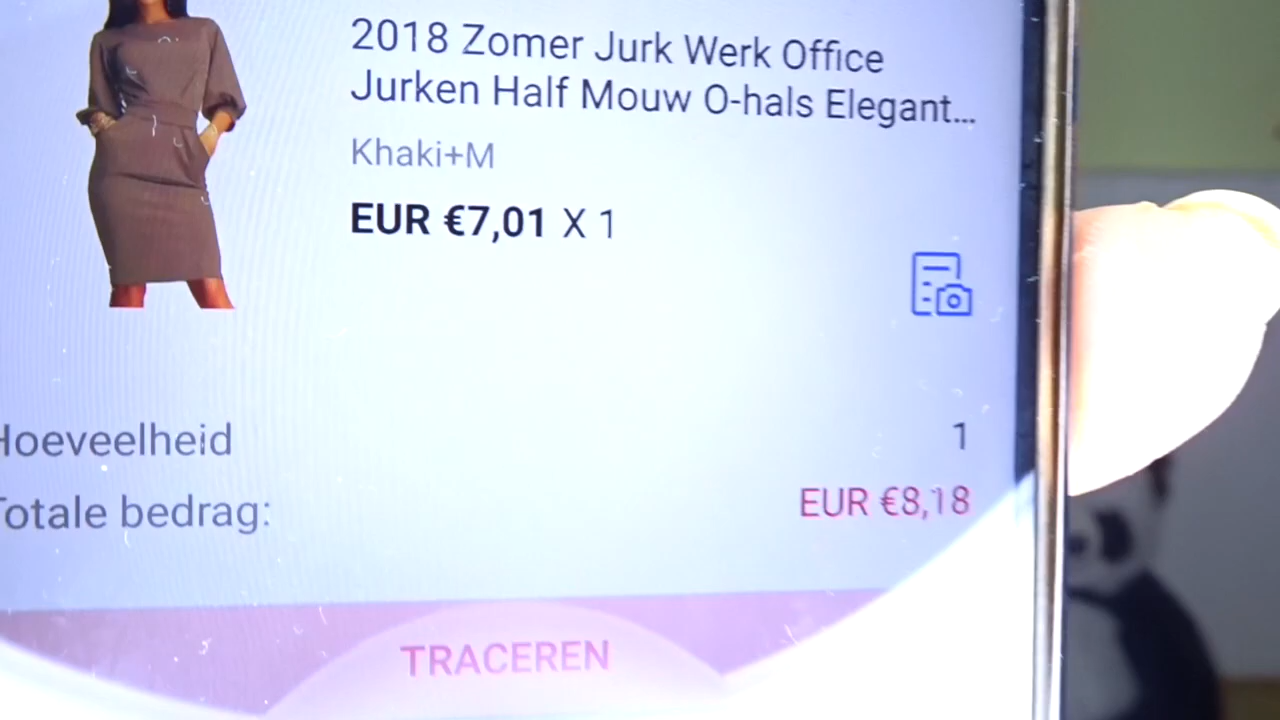 2018 Zomer Jurk Werk Office
Jurken Half Mouw O-hals Elegant...
Khaki+M
EUR €7,01 X 1
Hoeveelheid 1
Totale bedrag: EUR €8,18
TRACEREN